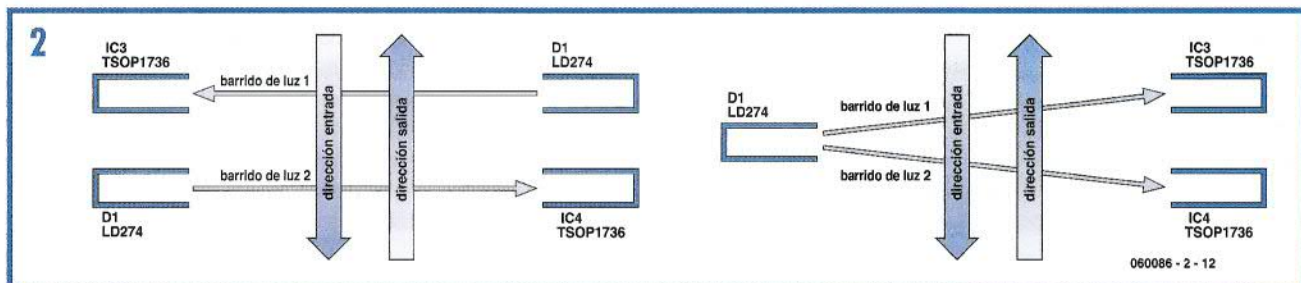 2
IC3
TSOP1736
barrido de luz 1
D1
LD274
D1
LD274
barrido de luz 2
IC4
TSOP1736
dirección entrada
dirección salida
D1
LD274
barrido de luz 1
barrido de luz 2
IC3
TSOP1736
IC4
TSOP1736
dirección entrada
dirección salida
060086 - 2 - 12